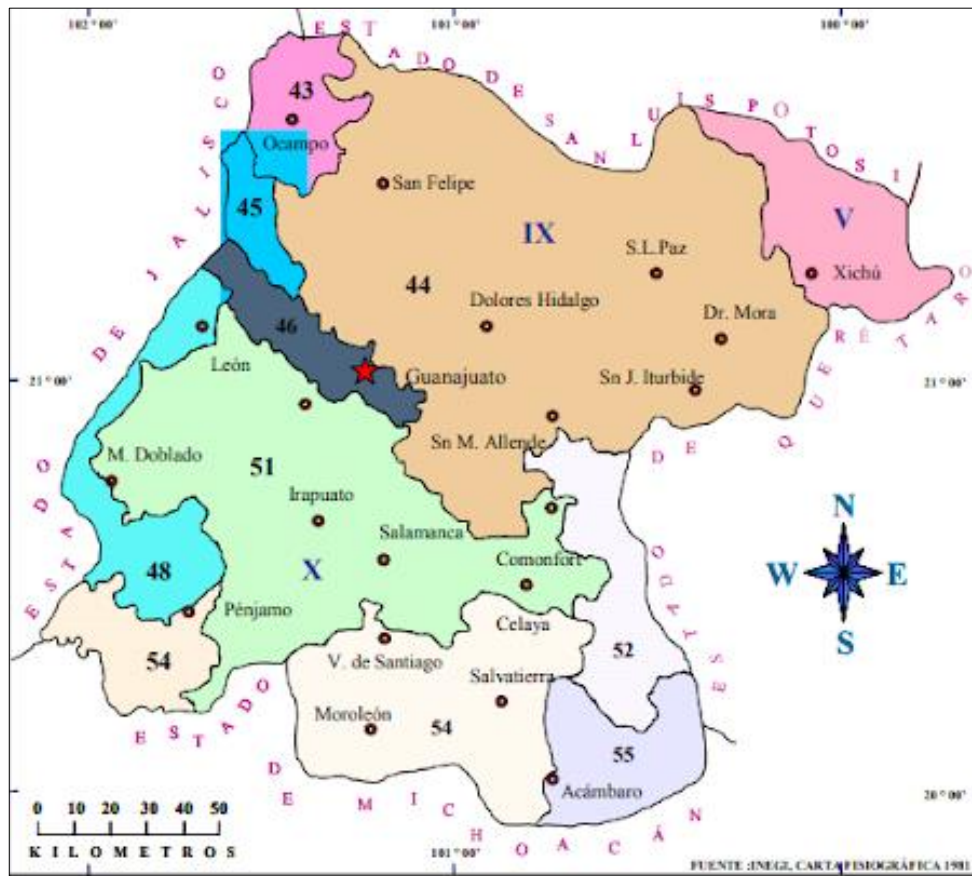 102 ° 00'
101 ° 00'
100 ° 00'
ESTADO DE SAN LUIS POTOSI
ESTADO DE JALISCO
43
Ocampo
San Felipe
45
IX
V
S.L.Paz
Xichú
44
Dolores Hidalgo
Dr. Mora
46
León
21 ° 00'
Guanajuato
Sn J. Iturbide
21 ° 00'
ESTADO DE QUERÉTARO
Sn M. Allende
M. Doblado
51
Irapuato
Salamanca
N
Comonfort
W
E
48
X
S
Pénjamo
Celaya
54
V. de Santiago
52
Salvatierra
Moroleón
54
55
Acámbaro
ESTADO DE MICHOACÁN
20 ° 00'
0 10 20 30 40 50
KILOMETROS
101 ° 00'
FUENTE :INEGI, CARTA FISIOGRÁFICA 1981